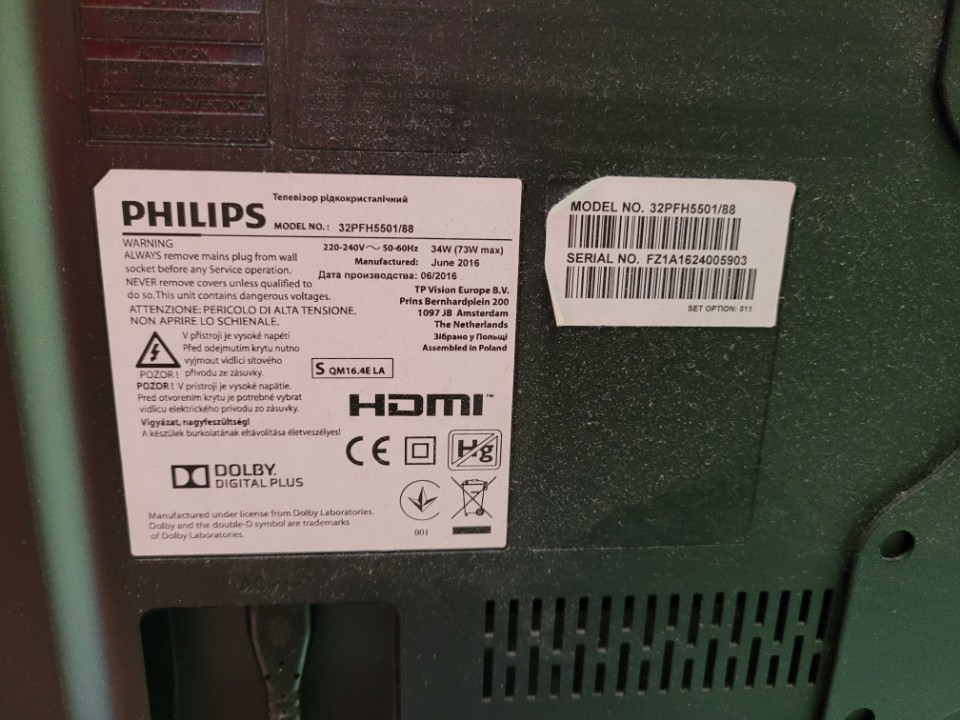 ATTENTION
PHILIPS
Телевізор рідкокристалічний
MODEL NO.: 32PFH5501/88
WARNING
ALWAYS remove mains plug from wall
socket before any Service operation.
NEVER remove covers unless qualified to
do so. This unit contains dangerous voltages.
ATTENZIONE: PERICOLO DI ALTA TENSIONE.
NON APRIRE LO SCHIENALE.
220-240V~ 50-60Hz 34W (73W max)
Manufactured: June 2016
Дата производства: 06/2016
TP Vision Europe B.V.
Prins Bernhardplein 200
1097 JB Amsterdam
The Netherlands
Зібрано у Польщі
Assembled in Poland
V přístroji je vysoké napětí
Před odejmutím krytu nutno
vyjmout vidlici síťového
přívodu ze zásuvky.
POZOR!
POZOR! V prístroji je vysoké napätie.
Pred otvorením krytu je potrebné vybrat
vidlicu elektrického prívodu zo zásuvky.
Vigyázat, nagyfeszültség!
A készülek burkolatának eltávolítása életveszélyes!
S QM16.4E LA
HDMI™
CE
Hg
DOLBY
DIGITAL PLUS
001
Manufactured under license from Dolby Laboratories.
Dolby and the double-D symbol are trademarks
of Dolby Laboratories.
MODEL NO. 32PFH5501/88
SERIAL NO. FZ1A1624005903
SET OPTION: 011